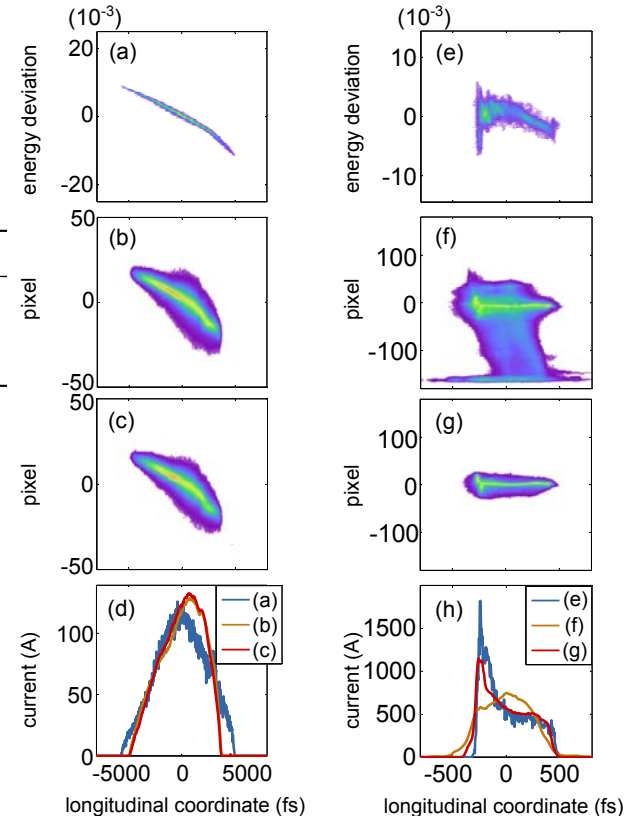 (10-3)
(a)
20
0
-20
energy deviation
(b)
50
0
-50
pixel
(c)
50
0
-50
pixel
(d)
(a)
(b)
(c)
100
50
0
current (A)
-5000 0 5000
longitudinal coordinate (fs)
(10-3)
(e)
10
0
-10
energy deviation
(f)
100
0
-100
pixel
(g)
100
0
-100
pixel
(h)
(e)
(f)
(g)
1500
1000
500
0
current (A)
-500 0 500
longitudinal coordinate (fs)